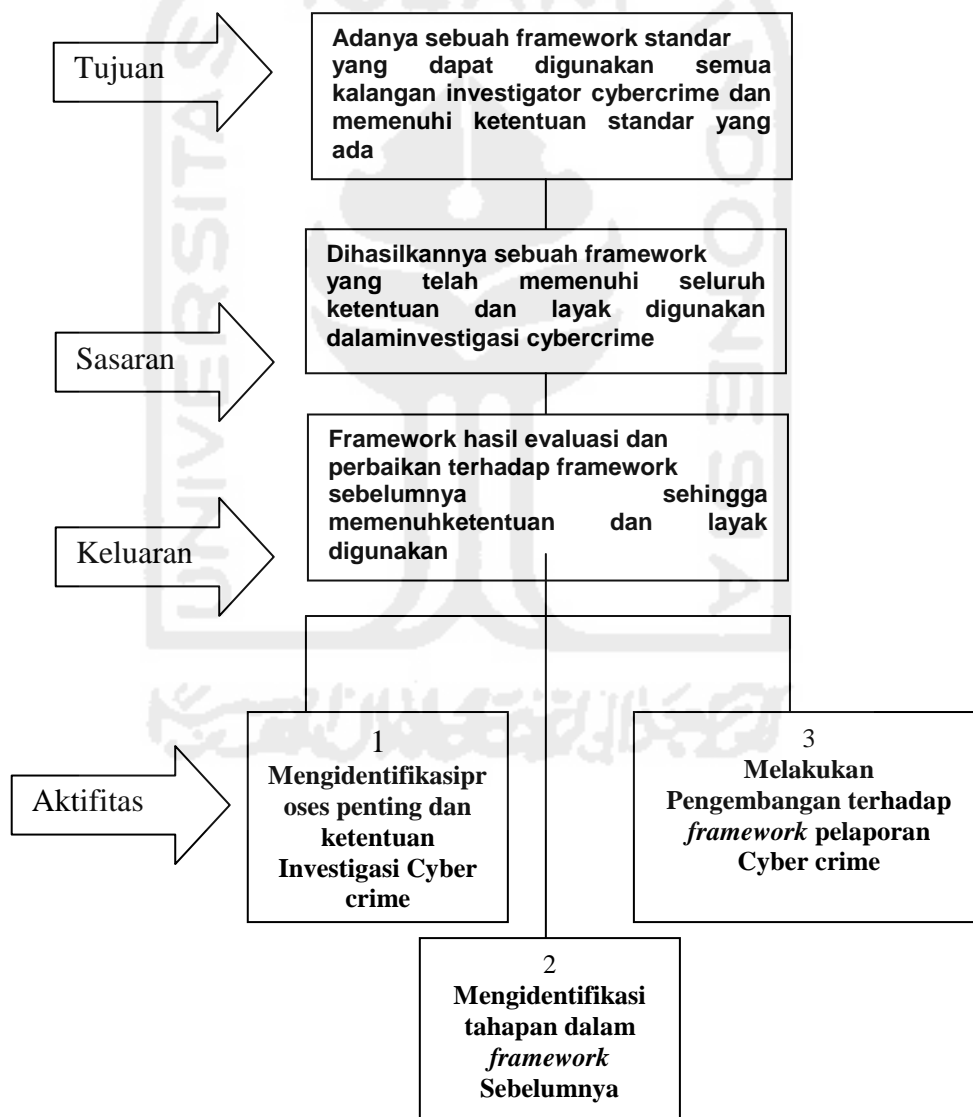 Tujuan
Adanya sebuah framework standar
yang dapat digunakan semua
kalangan investigator cybercrime dan
memenuhi ketentuan standar yang
ada
Sasaran
Dihasilkannya sebuah framework
yang telah memenuhi seluruh
ketentuan dan layak digunakan
dalaminvestigasi cybercrime
Keluaran
Framework hasil evaluasi dan
perbaikan terhadap framework
sebelumnya sehingga
memenuhketentuan dan layak
digunakan
Aktifitas
1
Mengidentifikasipr
oses penting dan
ketentuan
Investigasi Cyber
crime
2
Mengidentifikasi
tahapan dalam
framework
Sebelumnya
3
Melakukan
Pengembangan terhadap
framework pelaporan
Cyber crime
UNIVERSITAS
INDONESIA